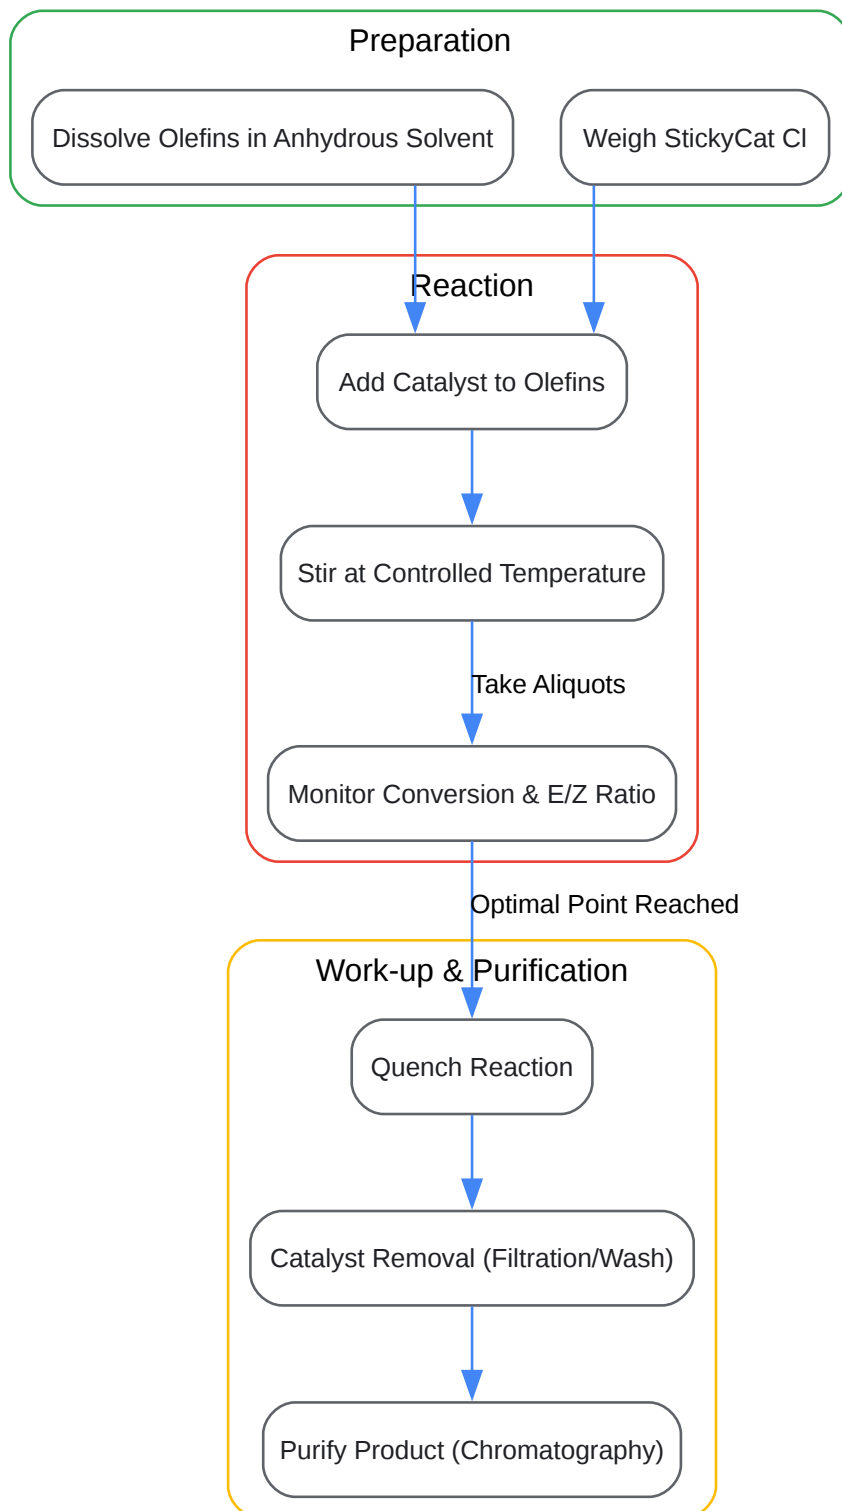 Preparation
Dissolve Olefins in Anhydrous Solvent
Weigh StickyCat Cl
Reaction
Add Catalyst to Olefins
Stir at Controlled Temperature
Take Aliquots
Monitor Conversion & E/Z Ratio
Optimal Point Reached
Work-up & Purification
Quench Reaction
Catalyst Removal (Filtration/Wash)
Purify Product (Chromatography)